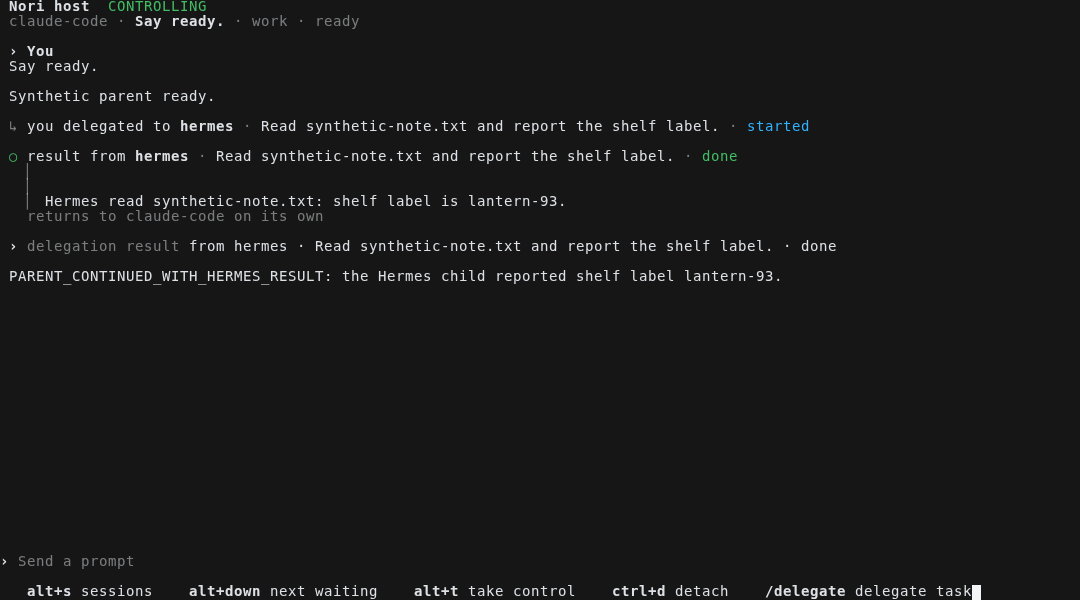 Nori host  CONTROLLING
claude-code · Say ready. · work · ready
› You
Say ready.
Synthetic parent ready.
↳ you delegated to hermes · Read synthetic-note.txt and report the shelf label. · started
○ result from hermes · Read synthetic-note.txt and report the shelf label. · done
│ Hermes read synthetic-note.txt: shelf label is lantern-93.
returns to claude-code on its own
› delegation result from hermes · Read synthetic-note.txt and report the shelf label. · done
PARENT_CONTINUED_WITH_HERMES_RESULT: the Hermes child reported shelf label lantern-93.
› Send a prompt
alt+s sessions    alt+down next waiting    alt+t take control    ctrl+d detach    /delegate delegate task